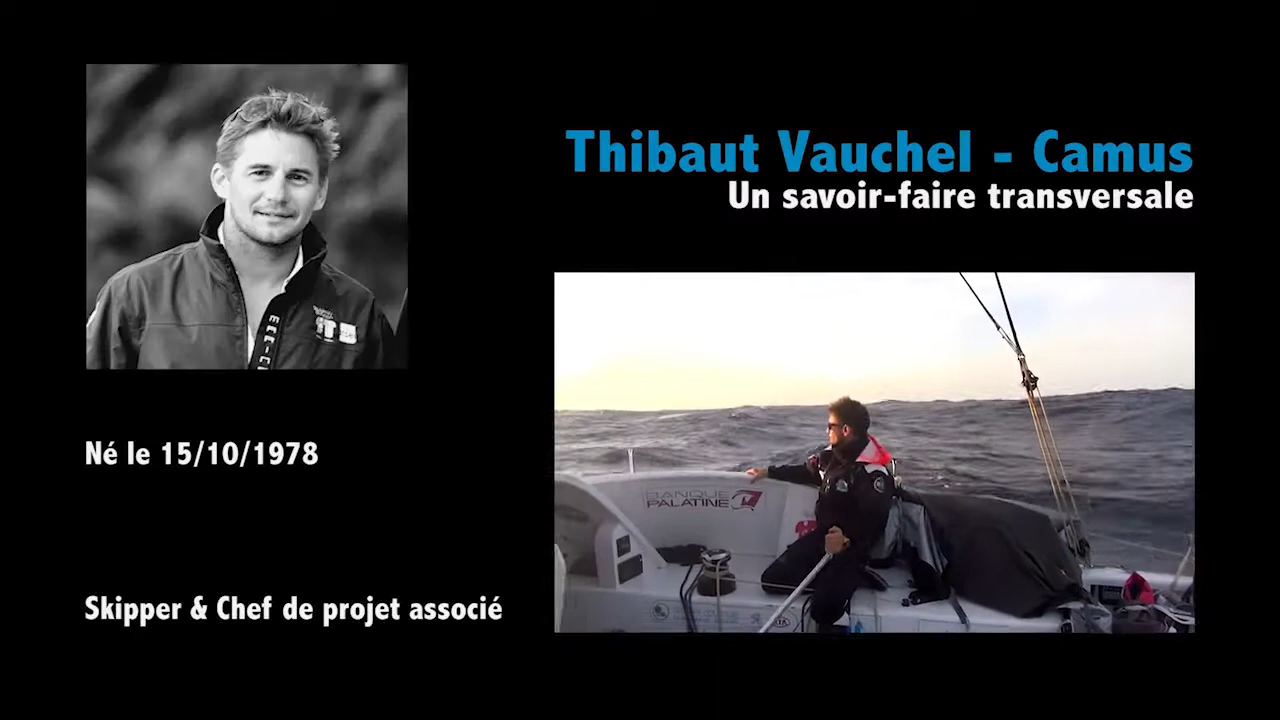 Thibaut Vauchel - Camus
Un savoir-faire transversale
Né le 15/10/1978
Skipper & Chef de projet associé
BANQUE
PALATINE